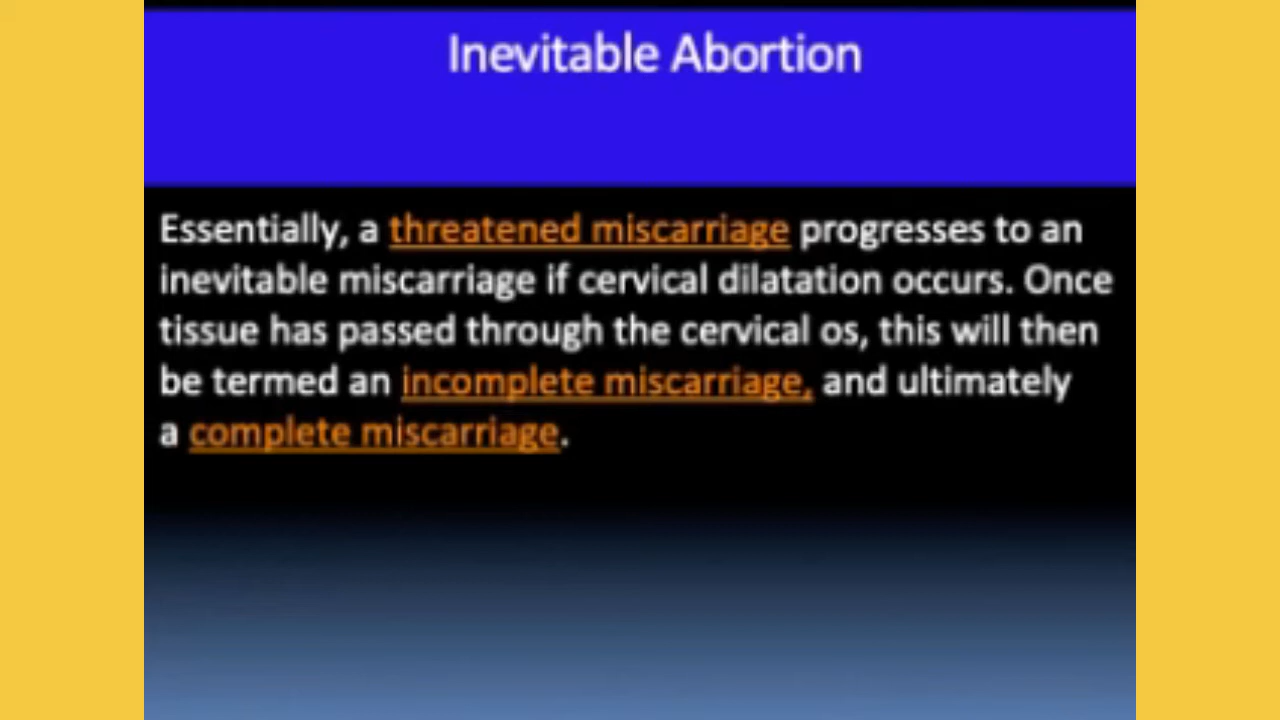 Inevitable Abortion
Essentially, a threatened miscarriage progresses to an
inevitable miscarriage if cervical dilatation occurs. Once
tissue has passed through the cervical os, this will then
be termed an incomplete miscarriage, and ultimately
a complete miscarriage.